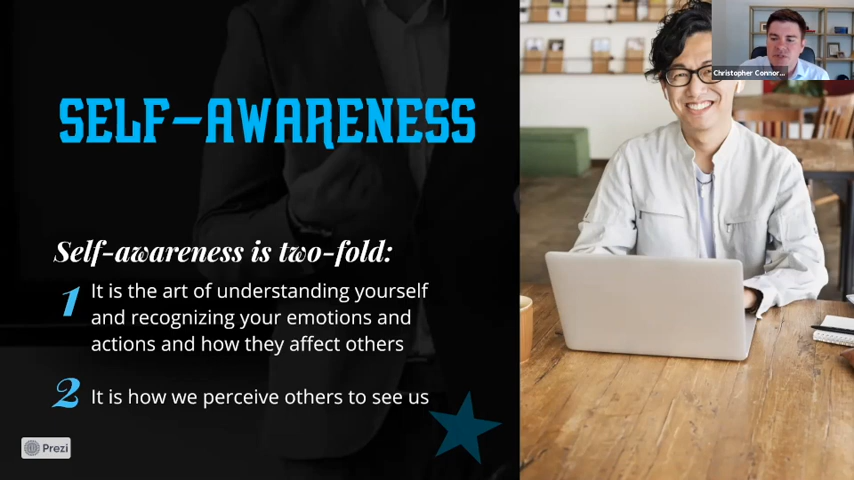 Christopher Connor...
SELF-AWARENESS
Self-awareness is two-fold:
1 It is the art of understanding yourself
and recognizing your emotions and
actions and how they affect others
2 It is how we perceive others to see us
Prezi